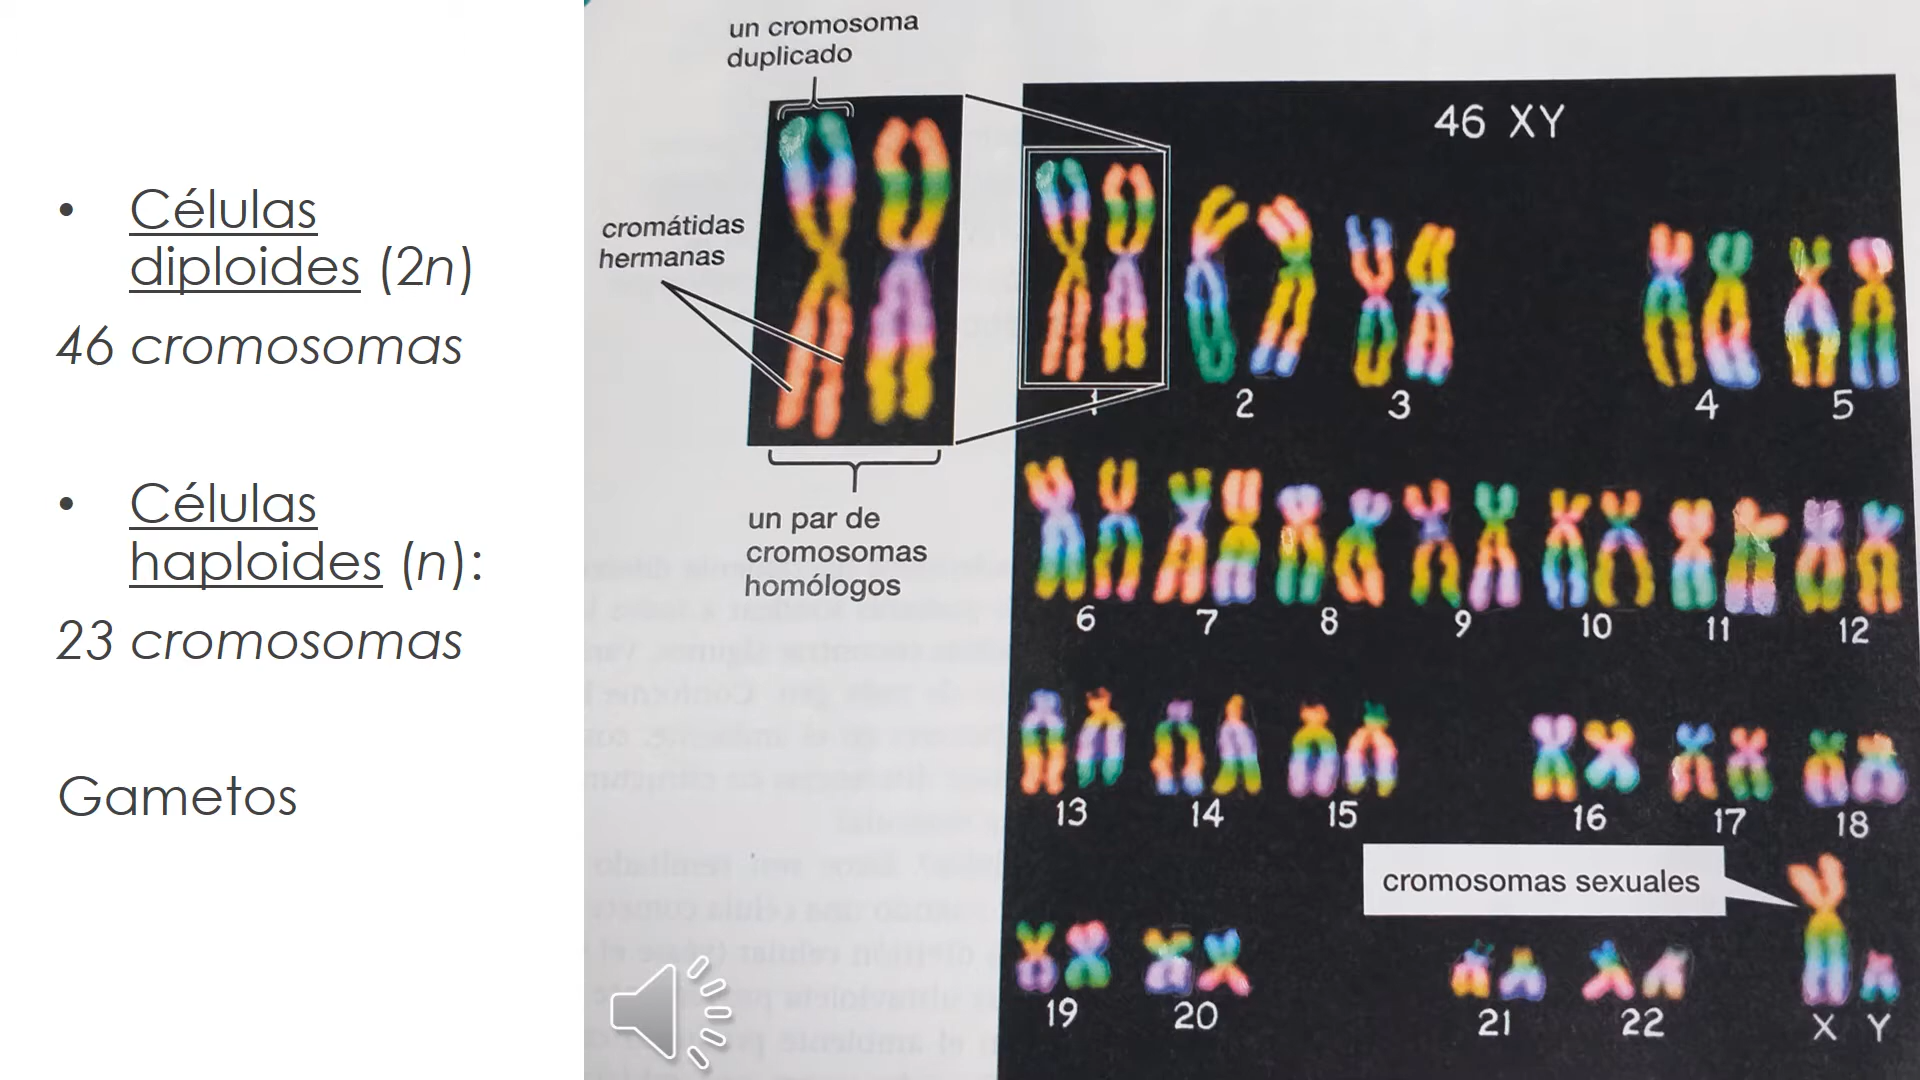 • Células
diploides (2n)
46 cromosomas
• Células
haploides (n):
23 cromosomas
Gametos
un cromosoma
duplicado
cromátidas
hermanas
un par de
cromosomas
homólogos
46 XY
1 2 3 4 5
6 7 8 9 10 11 12
13 14 15 16 17 18
cromosomas sexuales
19 20 21 22 X Y